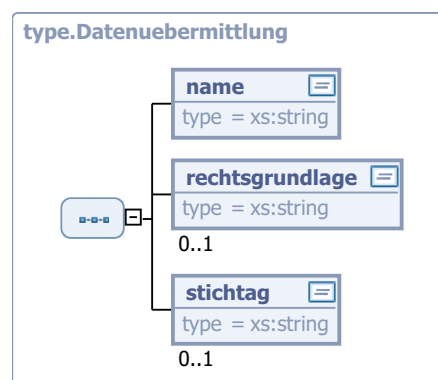 type.Datenuebermittlung
name
type = xs:string
rechtsgrundlage
type = xs:string
0..1
stichtag
type = xs:string
0..1